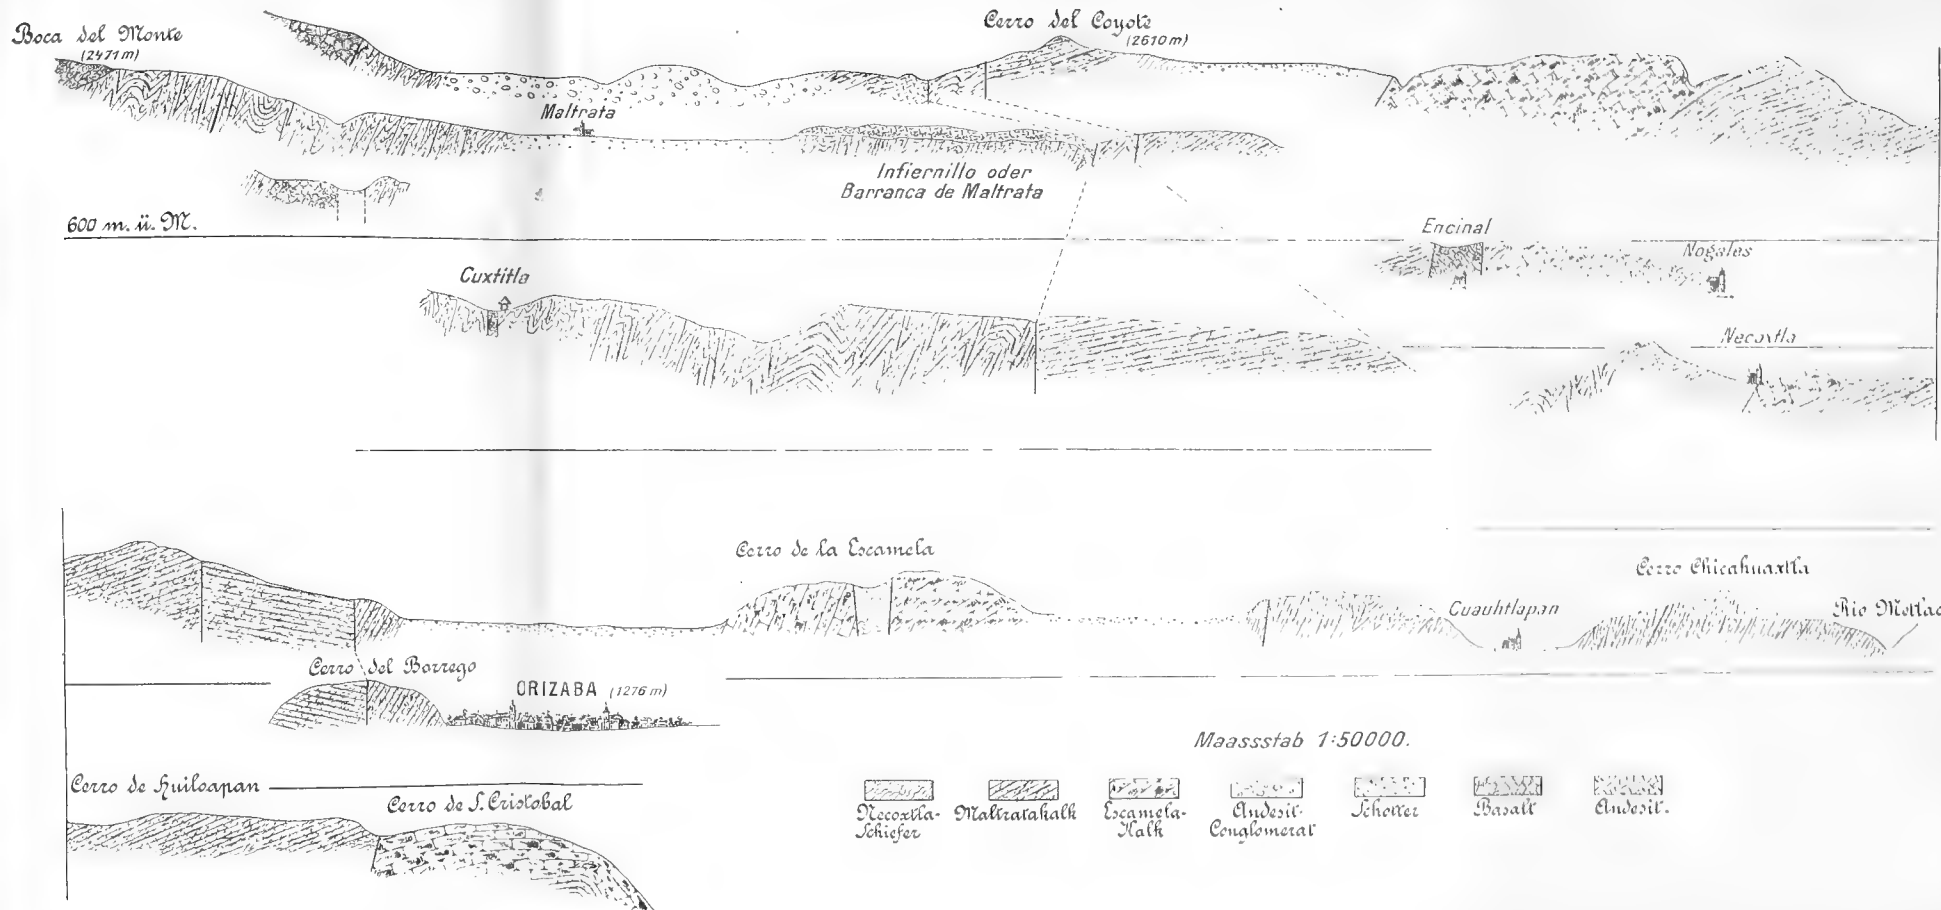 Boca del Monte
(2471 m)
Cerro del Coyote
(2610 m)
Maltrata
Infiernillo oder
Barranca de Maltrata
600 m. ü. M.
Encinal
Nogales
Cuxtitla
Necoxtla
Cerro de la Escamela
Cerro Chicahuaxtla
Cuauhtlapan
Rio Metlac
Cerro del Borrego
ORIZABA (1276 m)
Maassstab 1:50000.
Cerro de Huiloapan
Cerro de S. Cristobal
Necoxtla-
Schiefer
Maltratakalk
Escamela-
Kalk
Andesit-
Conglomerat
Schotter
Basalt
Andesit.